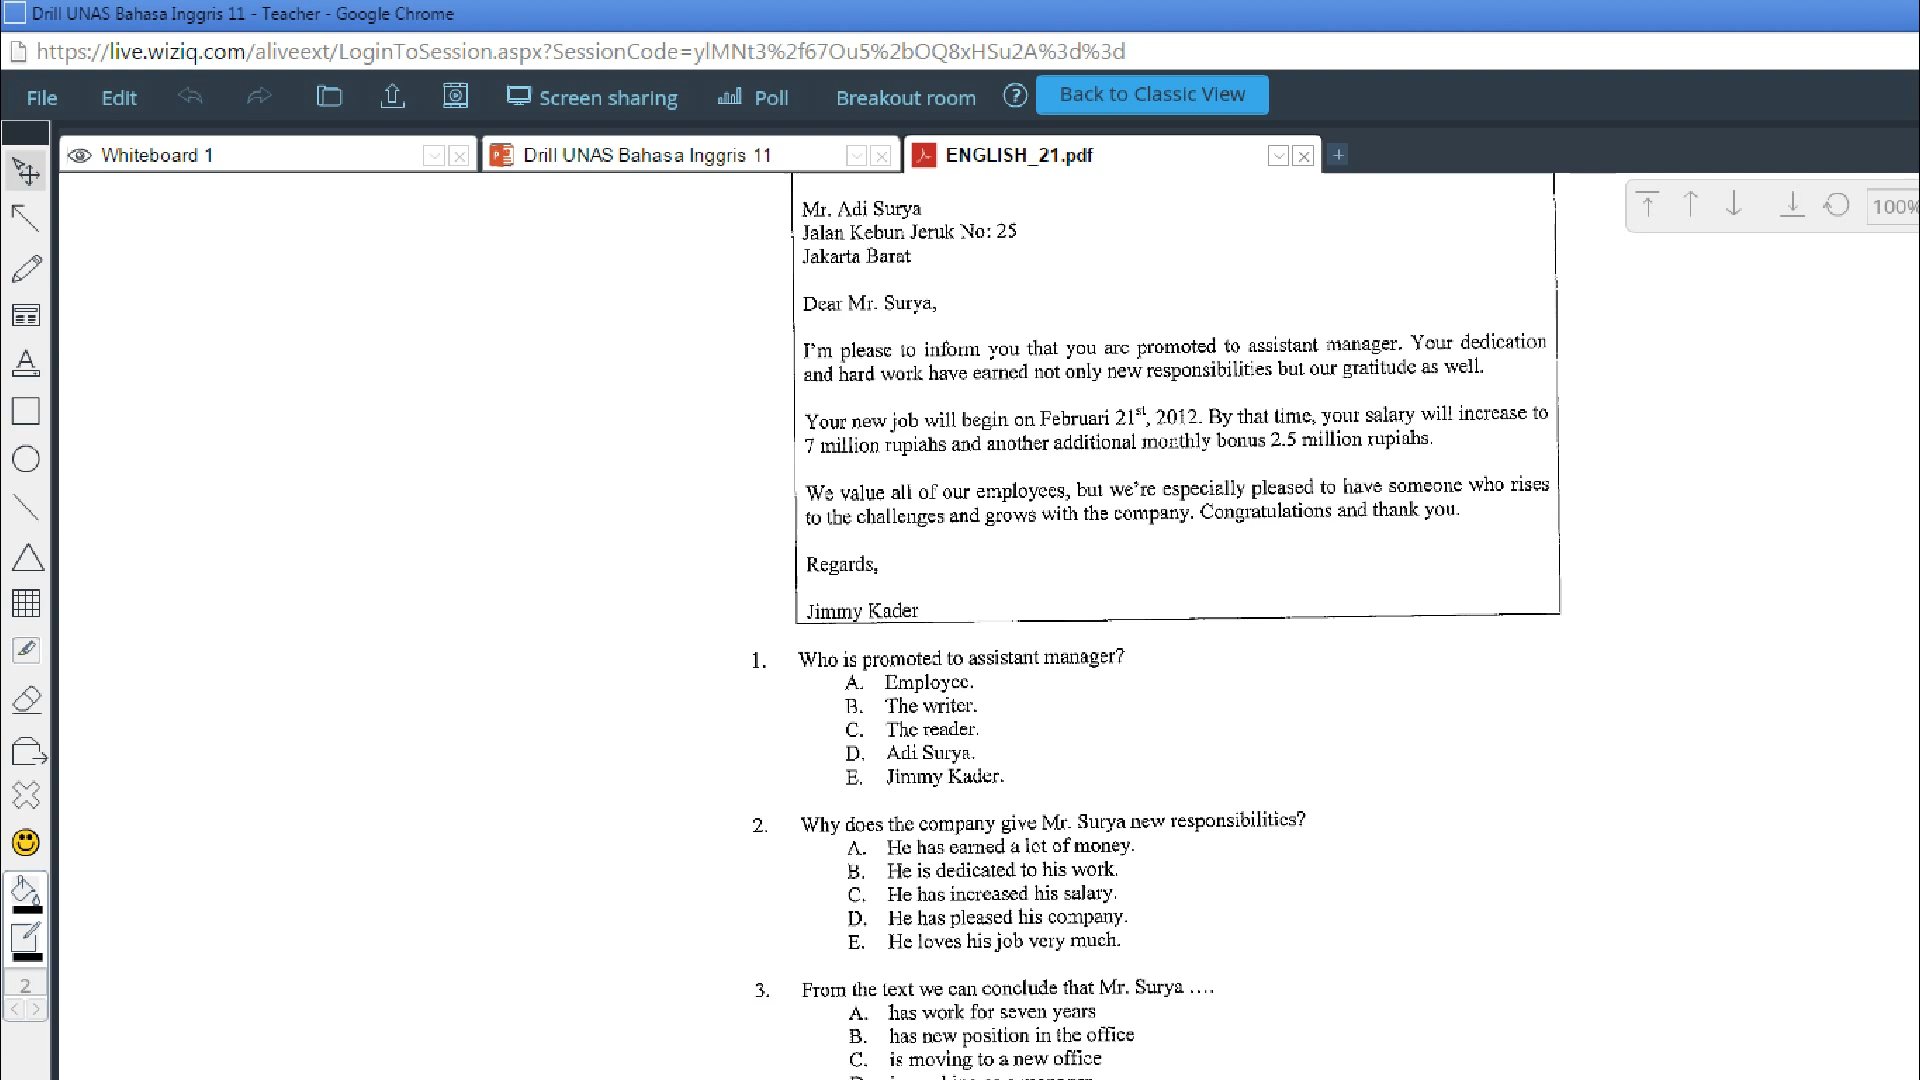 Drill UNAS Bahasa Inggris 11 - Teacher - Google Chrome
https://live.wiziq.com/aliveext/LoginToSession.aspx?SessionCode=ylMNt3%2f67Ou5%2bOQ8xHSu2A%3d%3d
File Edit Screen sharing Poll Breakout room ? Back to Classic View
Whiteboard 1 Drill UNAS Bahasa Inggris 11 ENGLISH_21.pdf
100%
Mr. Adi Surya
Jalan Kebun Jeruk No: 25
Jakarta Barat
Dear Mr. Surya,
I'm please to inform you that you are promoted to assistant manager. Your dedication
and hard work have earned not only new responsibilities but our gratitude as well.
Your new job will begin on Februari 21st, 2012. By that time, your salary will increase to
7 million rupiahs and another additional monthly bonus 2.5 million rupiahs.
We value all of our employees, but we're especially pleased to have someone who rises
to the challenges and grows with the company. Congratulations and thank you.
Regards,
Jimmy Kader
1. Who is promoted to assistant manager?
A. Employee.
B. The writer.
C. The reader.
D. Adi Surya.
E. Jimmy Kader.
2. Why does the company give Mr. Surya new responsibilities?
A. He has earned a lot of money.
B. He is dedicated to his work.
C. He has increased his salary.
D. He has pleased his company.
E. He loves his job very much.
3. From the text we can conclude that Mr. Surya ....
A. has work for seven years
B. has new position in the office
C. is moving to a new office
2